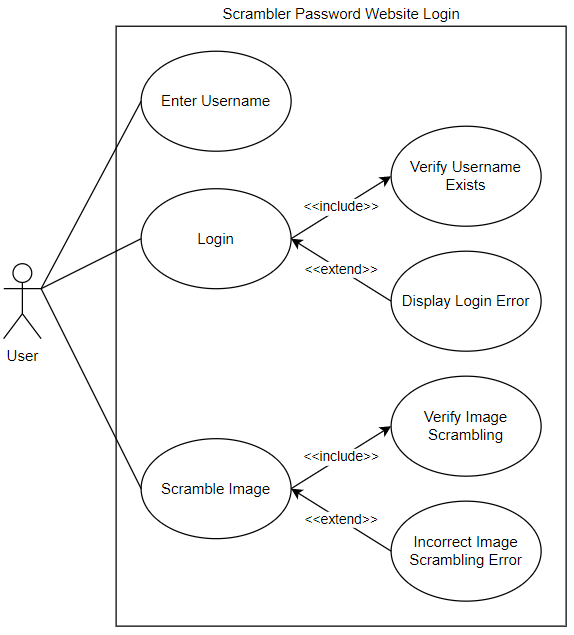 Scrambler Password Website Login
Enter Username
Verify Username
Exists
<<include>>
Login
<<extend>>
Display Login Error
User
Verify Image
Scrambling
<<include>>
Scramble Image
<<extend>>
Incorrect Image
Scrambling Error